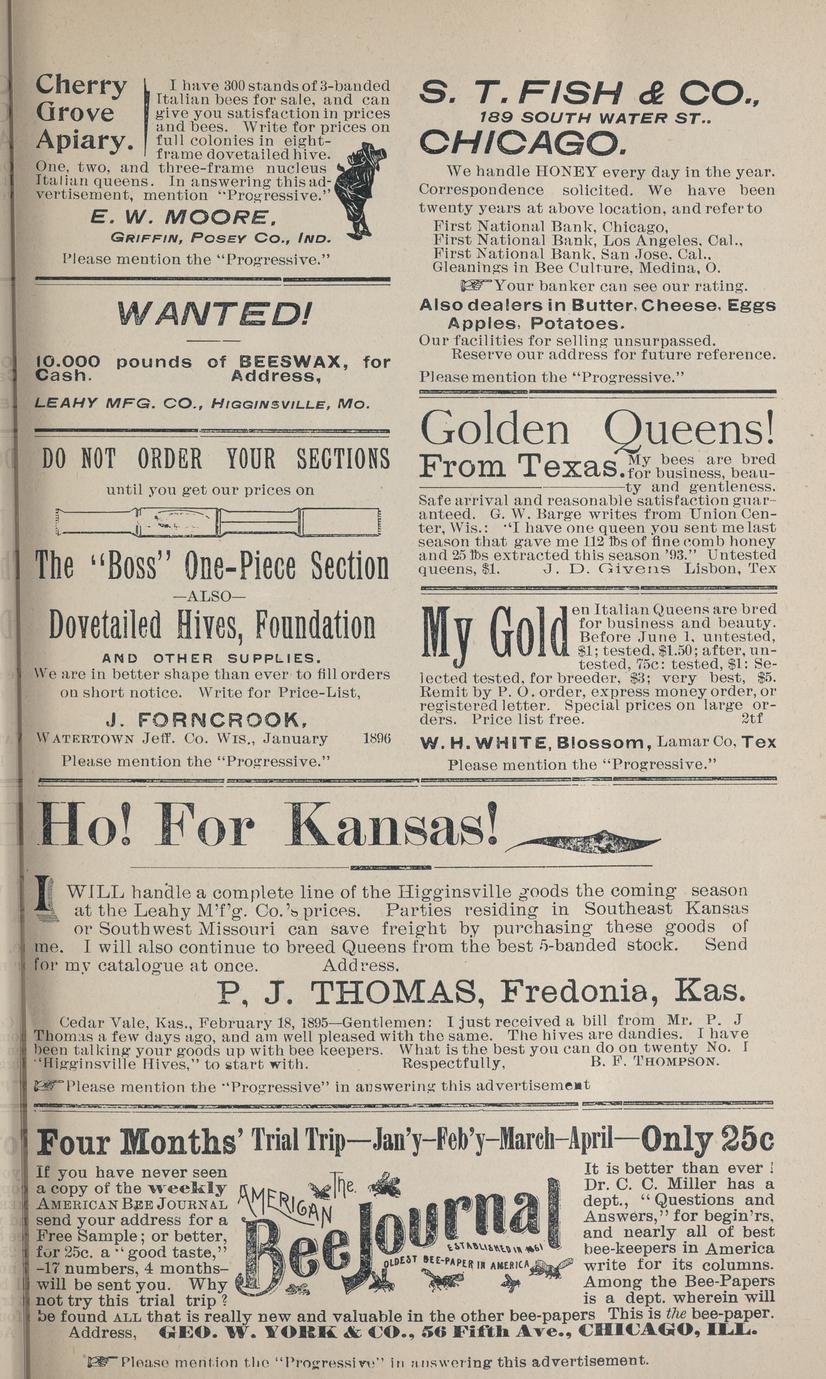 Cherry
Grove
Apiary.
I have 300 stands of 3-banded
Italian bees for sale, and can
give you satisfaction in prices
and bees. Write for prices on
full colonies in eight-
frame dovetailed hive.
One, two, and three-frame nucleus
Italian queens. In answering this ad-
vertisement, mention "Progressive."
E. W. MOORE,
GRIFFIN, POSEY CO., IND.
Please mention the "Progressive."
WANTED!
10.000 pounds of BEESWAX, for
Cash. Address,
LEAHY MFG. CO., HIGGINSVILLE, MO.
DO NOT ORDER YOUR SECTIONS
until you get our prices on
The "Boss" One-Piece Section
—ALSO—
Dovetailed Hives, Foundation
AND OTHER SUPPLIES.
We are in better shape than ever to fill orders
on short notice. Write for Price-List,
J. FORNCROOK,
WATERTOWN Jeff. Co. WIS., January 1896
Please mention the "Progressive."
S. T. FISH & CO.,
189 SOUTH WATER ST..
CHICAGO.
We handle HONEY every day in the year.
Correspondence solicited. We have been
twenty years at above location, and refer to
First National Bank, Chicago,
First National Bank, Los Angeles, Cal.,
First National Bank, San Jose, Cal.,
Gleanings in Bee Culture, Medina, O.
☞Your banker can see our rating.
Also dealers in Butter, Cheese, Eggs
Apples, Potatoes.
Our facilities for selling unsurpassed.
Reserve our address for future reference.
Please mention the "Progressive."
Golden Queens!
From Texas.
My bees are bred
for business, beau-
ty and gentleness.
Safe arrival and reasonable satisfaction guar-
anteed. G. W. Barge writes from Union Cen-
ter, Wis.: "I have one queen you sent me last
season that gave me 112 ℔s of fine comb honey
and 25 ℔s extracted this season '93." Untested
queens, $1. J. D. Givens Lisbon, Tex
My Gold
en Italian Queens are bred
for business and beauty.
Before June 1, untested,
$1; tested, $1.50; after, un-
tested, 75c: tested, $1: Se-
lected tested, for breeder, $3; very best, $5.
Remit by P. O. order, express money order, or
registered letter. Special prices on large or-
ders. Price list free. 2tf
W. H. WHITE, Blossom, Lamar Co, Tex
Please mention the "Progressive."
Ho! For Kansas!
I WILL handle a complete line of the Higginsville goods the coming season
at the Leahy M'f'g. Co.'s prices. Parties residing in Southeast Kansas
or Southwest Missouri can save freight by purchasing these goods of
me. I will also continue to breed Queens from the best 5-banded stock. Send
for my catalogue at once. Address,
P, J. THOMAS, Fredonia, Kas.
Cedar Vale, Kas., February 18, 1895—Gentlemen: I just received a bill from Mr. P. J
Thomas a few days ago, and am well pleased with the same. The hives are dandies. I have
been talking your goods up with bee keepers. What is the best you can do on twenty No. I
"Higginsville Hives," to start with. Respectfully, B. F. THOMPSON.
☞Please mention the "Progressive" in answering this advertisement
Four Months' Trial Trip—Jan'y-Feb'y—March-April—Only 25c
If you have never seen
a copy of the weekly
AMERICAN BEE JOURNAL
send your address for a
Free Sample; or better,
for 25c. a "good taste,"
-17 numbers, 4 months-
will be sent you. Why
not try this trial trip?
The
AMERICAN
Bee Journal
ESTABLISHED IN 1861
OLDEST BEE-PAPER IN AMERICA
It is better than ever!
Dr. C. C. Miller has a
dept., "Questions and
Answers," for begin'rs,
and nearly all of best
bee-keepers in America
write for its columns.
Among the Bee-Papers
is a dept. wherein will
be found ALL that is really new and valuable in the other bee-papers This is the bee-paper.
Address, GEO. W. YORK & CO., 56 Fifth Ave., CHICAGO, ILL.
☞Please mention the "Progressive" in answering this advertisement.